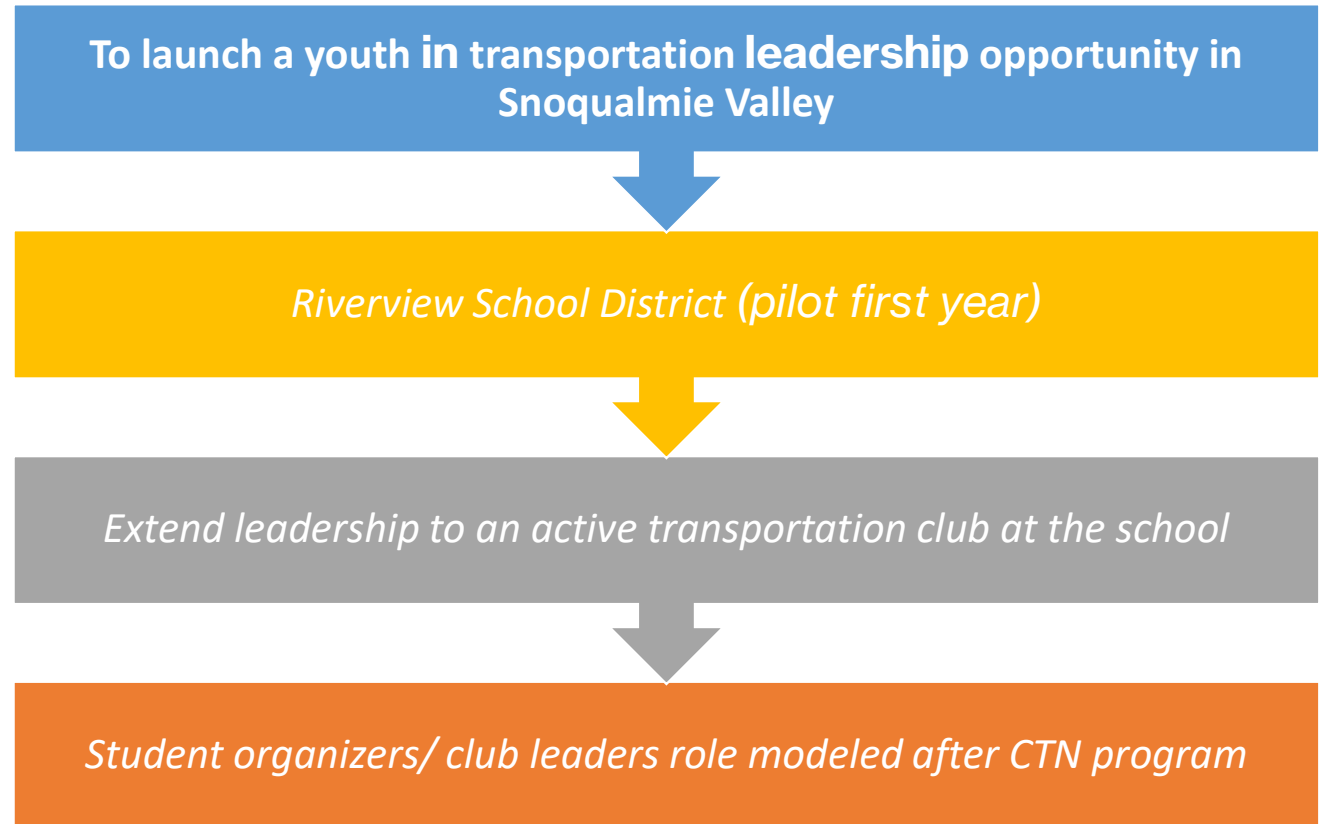 To launch a youth in transportation leadership opportunity in
Snoqualmie Valley
Riverview School District (pilot first year)
Extend leadership to an active transportation club at the school
Student organizers/ club leaders role modeled after CTN program